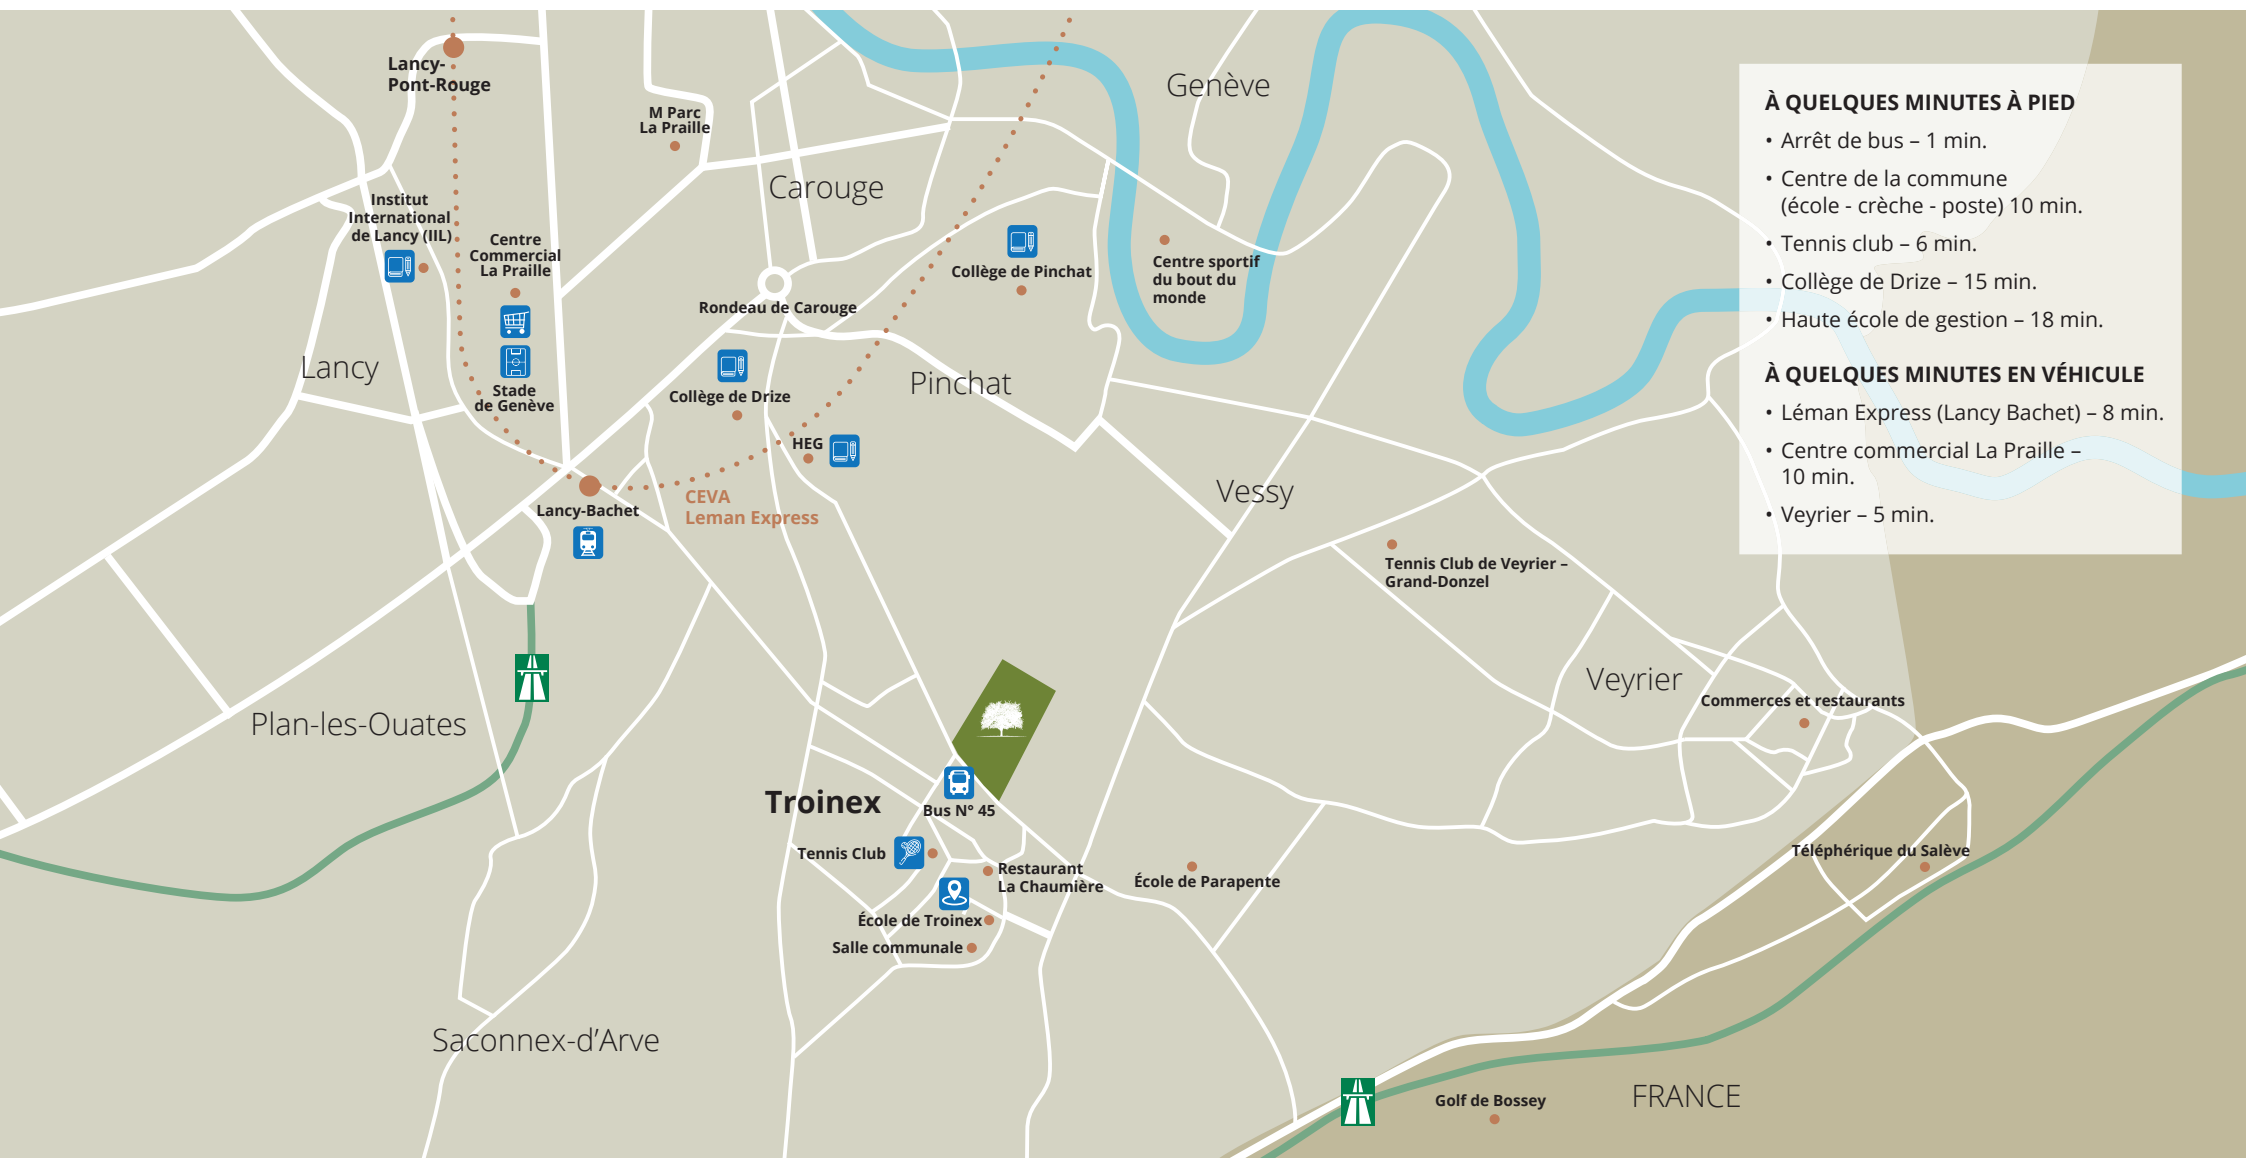 Lancy-
Pont-Rouge
Genève
M Parc
La Praille
Carouge
Institut
International
de Lancy (IIL)
Centre
Commercial
La Praille
Collège de Pinchat
Centre sportif
du bout du
monde
Rondeau de Carouge
Lancy
Stade
de Genève
Collège de Drize
Pinchat
HEG
CEVA
Leman Express
Lancy-Bachet
Vessy
Tennis Club de Veyrier –
Grand-Donzel
Veyrier
Commerces et restaurants
Plan-les-Ouates
Troinex
Bus N° 45
Tennis Club
Restaurant
La Chaumière
École de Parapente
Téléphérique du Salève
École de Troinex
Salle communale
Saconnex-d’Arve
Golf de Bossey
FRANCE
À QUELQUES MINUTES À PIED
• Arrêt de bus – 1 min.
• Centre de la commune
(école - crèche - poste) 10 min.
• Tennis club – 6 min.
• Collège de Drize – 15 min.
• Haute école de gestion – 18 min.
À QUELQUES MINUTES EN VÉHICULE
• Léman Express (Lancy Bachet) – 8 min.
• Centre commercial La Praille –
10 min.
• Veyrier – 5 min.